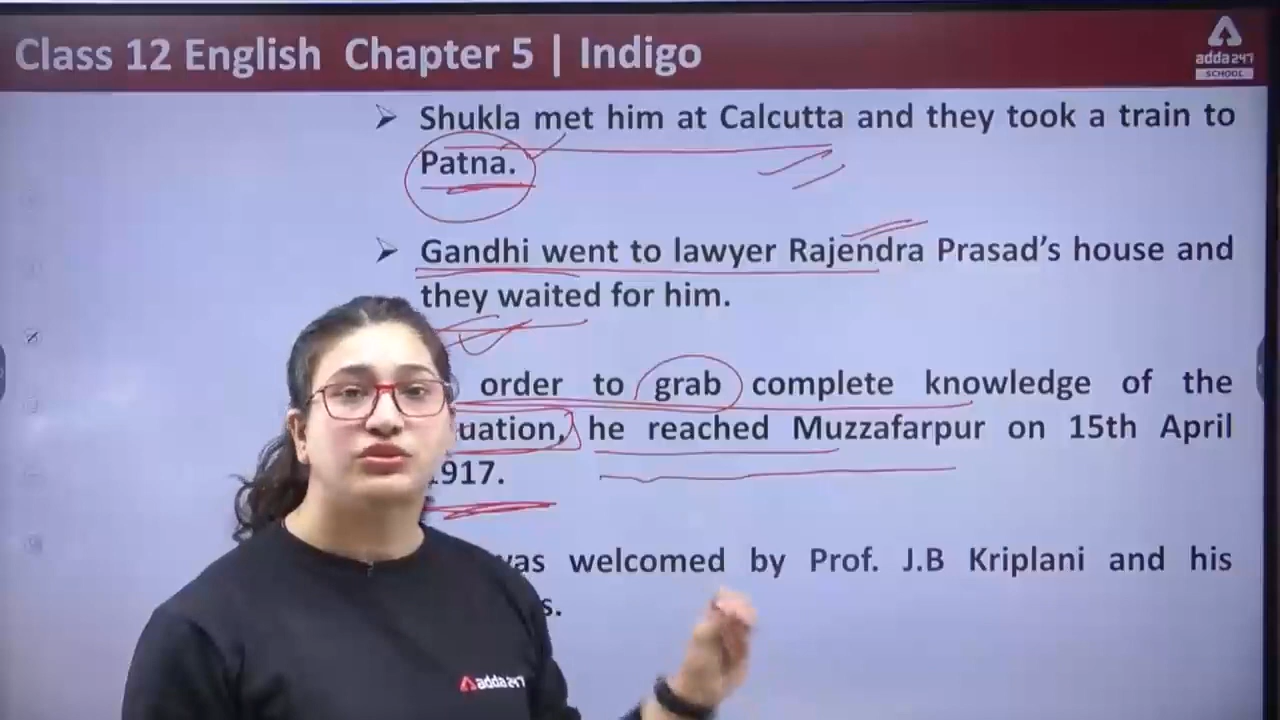 Class 12 English Chapter 5 | Indigo
adda247
SCHOOL
➢ Shukla met him at Calcutta and they took a train to
Patna.
➢ Gandhi went to lawyer Rajendra Prasad's house and
they waited for him.
order to grab complete knowledge of the
uation, he reached Muzzafarpur on 15th April
1917.
was welcomed by Prof. J.B Kriplani and his
s.
adda247